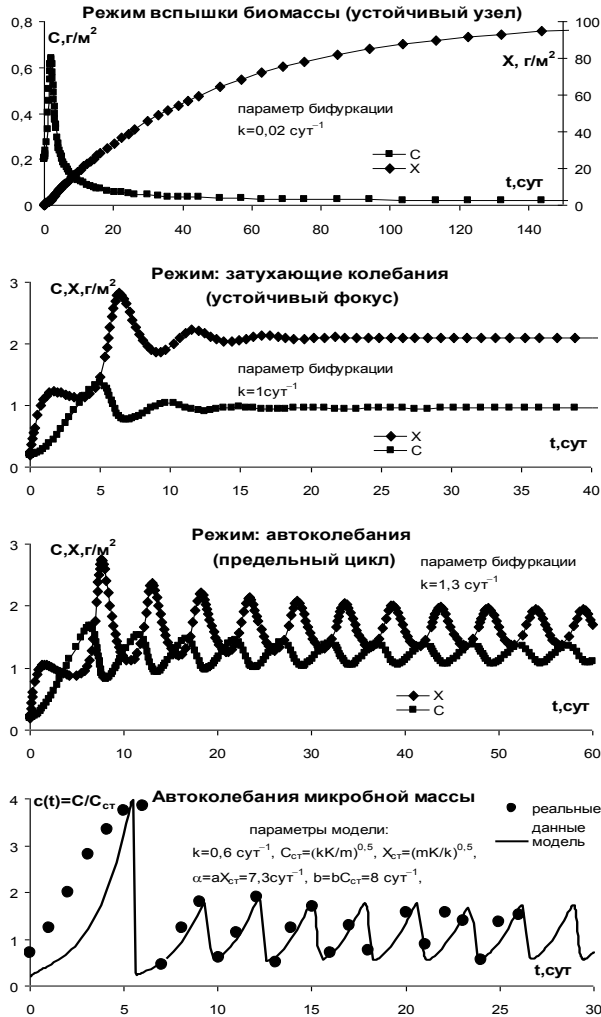 Режим вспышки биомассы (устойчивый узел)
C,г/м²
X, г/м²
0,8
0,6
0,4
0,2
0
100
80
60
40
20
0
параметр бифуркации
k=0,02 сут⁻¹
C
X
t,сут
0 20 40 60 80 100 120 140
Режим: затухающие колебания
(устойчивый фокус)
C,X,г/м²
3
2
1
0
параметр бифуркации
k=1сут⁻¹
X
C
t,сут
0 5 10 15 20 25 30 35 40
Режим: автоколебания
(предельный цикл)
C,X,г/м²
3
2
1
0
параметр бифуркации
k=1,3 сут⁻¹
X
C
t,сут
0 10 20 30 40 50 60
Автоколебания микробной массы
c(t)=C/Cст
4
3
2
1
0
реальные
данные
модель
параметры модели:
k=0,6 сут⁻¹, Cст=(kK/m)⁰,⁵, Xст=(mK/k)⁰,⁵,
α=aXст=7,3сут⁻¹, b=bCст=8 сут⁻¹,
t,сут
0 5 10 15 20 25 30